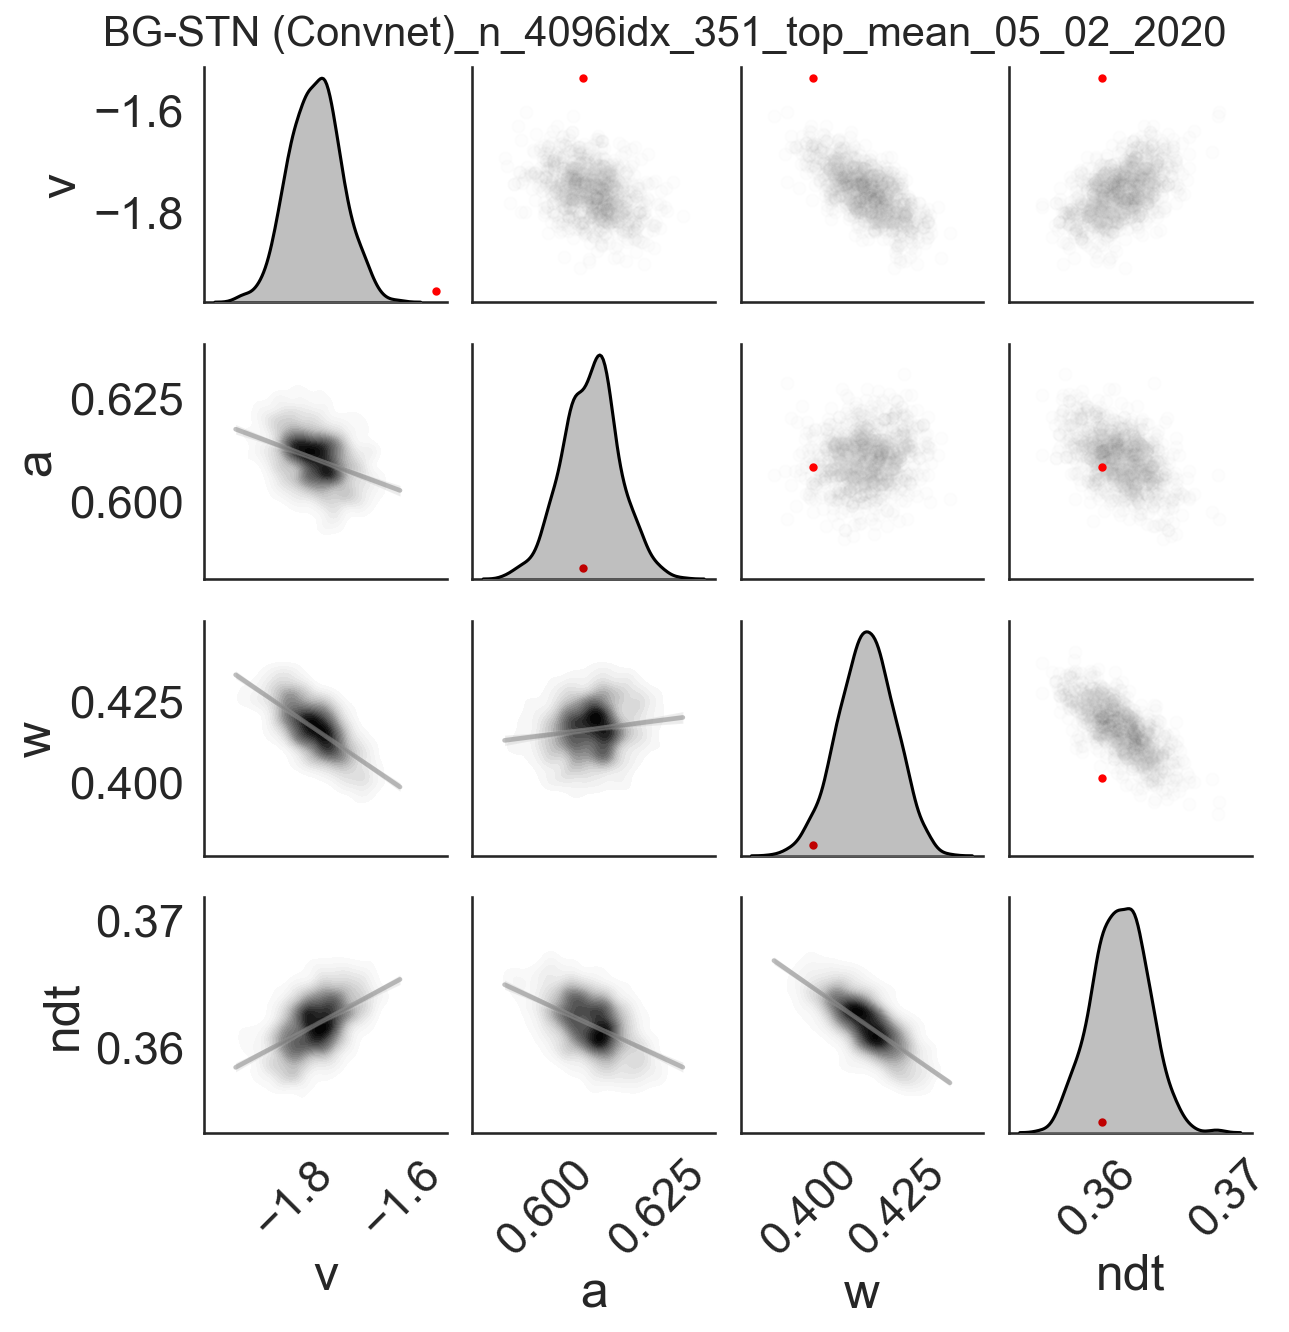 BG-STN (Convnet)_n_4096idx_351_top_mean_05_02_2020
−1.6
v
−1.8
0.625
a
0.600
0.425
w
0.400
0.37
ndt
0.36
−1.8 −1.6 0.600 0.625 0.400 0.425 0.36 0.37
v a w ndt